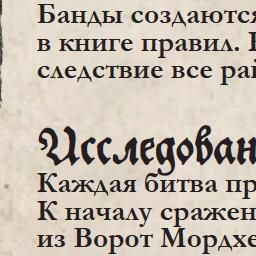 Банды создаются
в книге правил.
следствие все рай
Исследован
Каждая битва пр
К началу сражен
из Ворот Мордхе